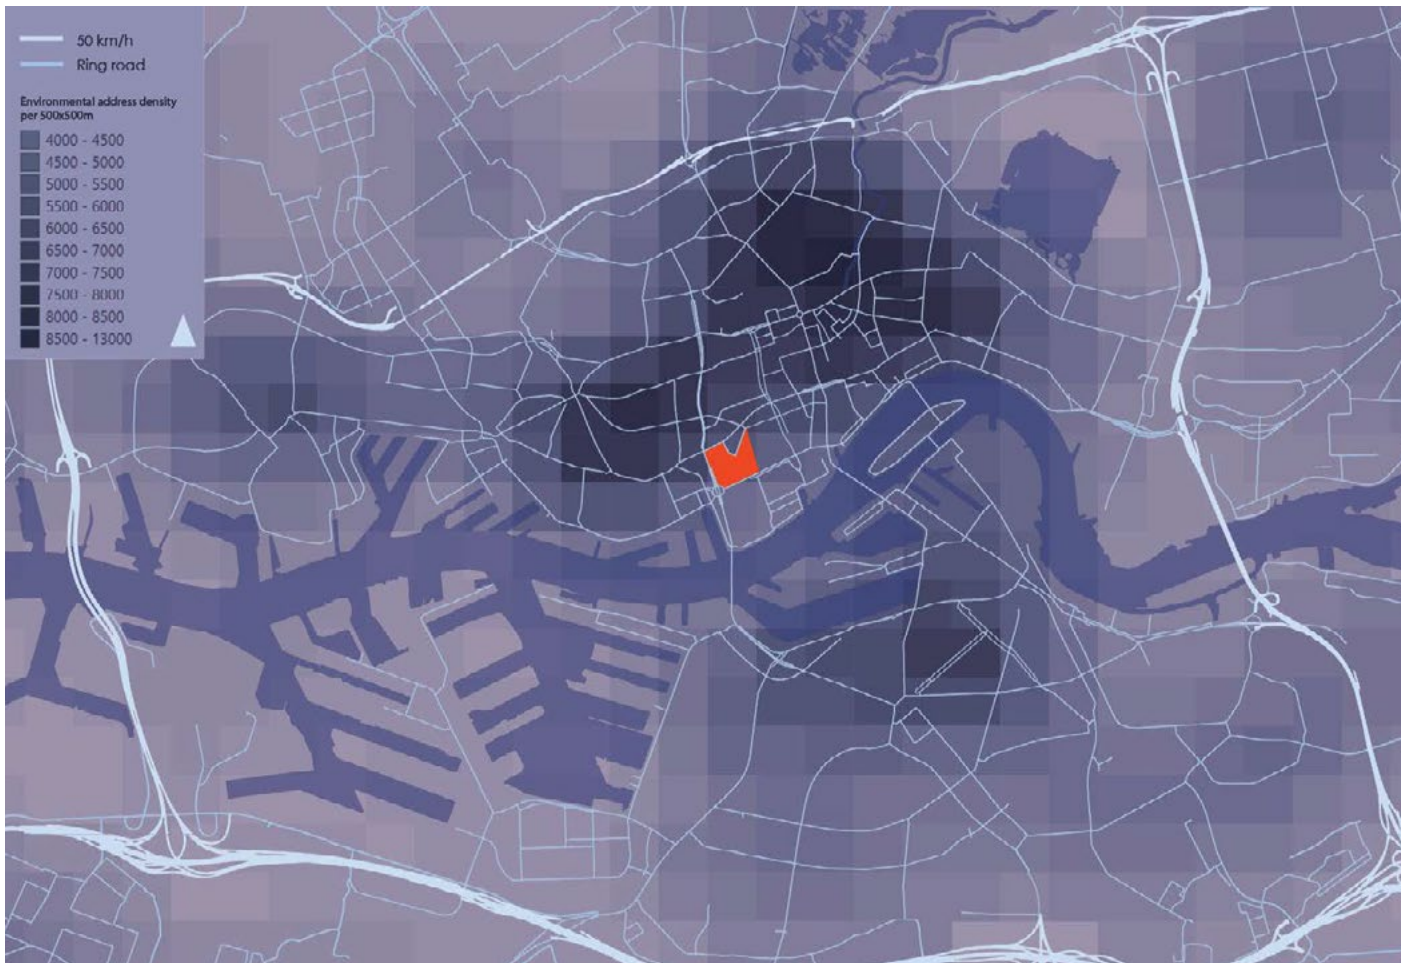 50 km/h
Ring road
Environmental address density
per 500x500m
4000 - 4500
4500 - 5000
5000 - 5500
5500 - 6000
6000 - 6500
6500 - 7000
7000 - 7500
7500 - 8000
8000 - 8500
8500 - 13000